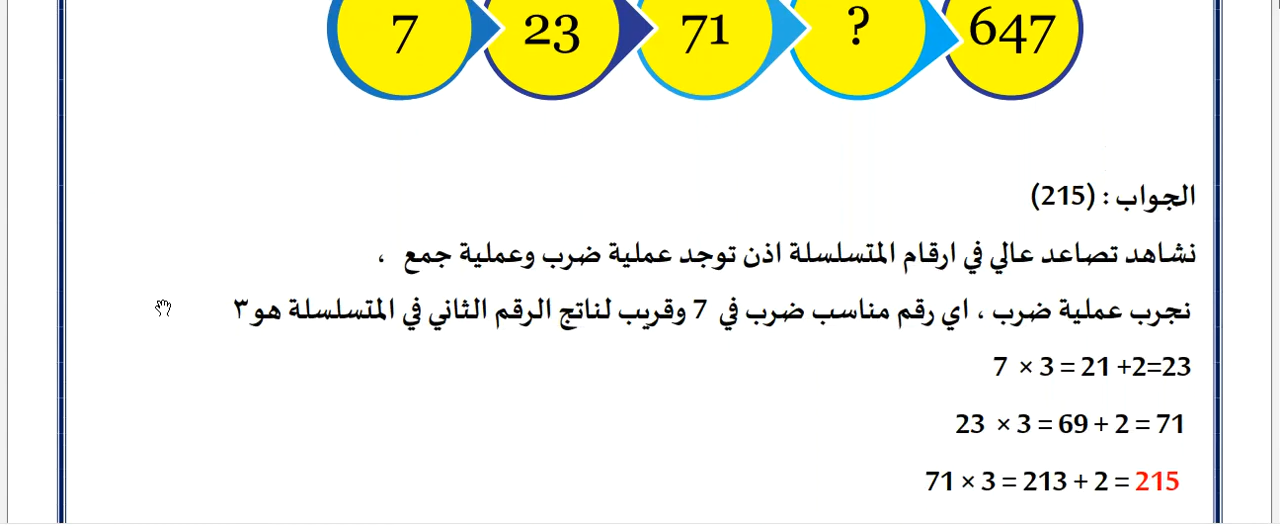 7 23 71 ? 647
الجواب : (215)
نشاهد تصاعد عالي في ارقام المتسلسلة اذن توجد عملية ضرب وعملية جمع ،
نجرب عملية ضرب ، اي رقم مناسب ضرب في 7 وقريب لناتج الرقم الثاني في المتسلسلة هو ٣
7 × 3 = 21 +2=23
23 × 3 = 69 + 2 = 71
71 × 3 = 213 + 2 = 215